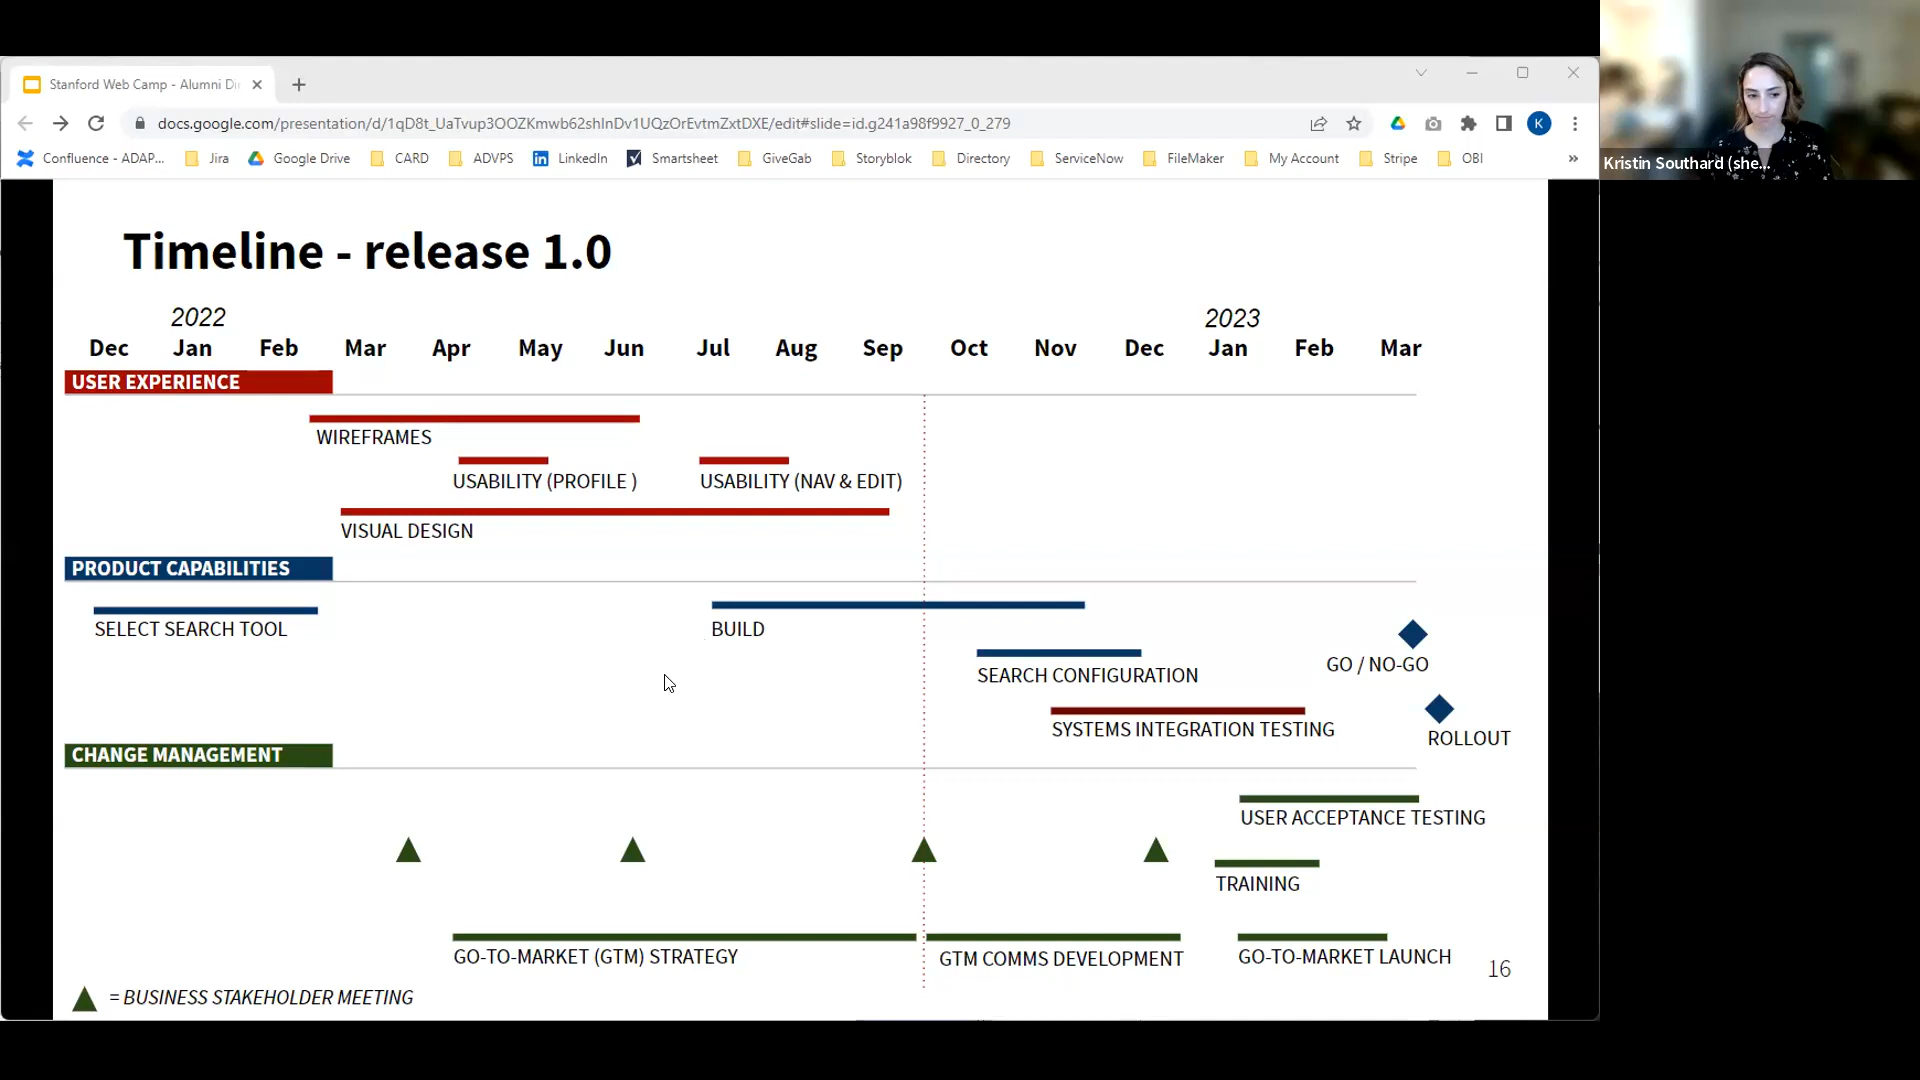 Stanford Web Camp - Alumni Di
docs.google.com/presentation/d/1qD8t_UaTvup3OOZKmwb62shInDv1UQzOrEvtmZxtDXE/edit#slide=id.g241a98f9927_0_279
K
Confluence - ADAP... Jira Google Drive CARD ADVPS LinkedIn Smartsheet GiveGab Storyblok Directory ServiceNow FileMaker My Account Stripe OBI »
Kristin Southard (she...
Timeline - release 1.0
2022 2023
Dec Jan Feb Mar Apr May Jun Jul Aug Sep Oct Nov Dec Jan Feb Mar
USER EXPERIENCE
WIREFRAMES
USABILITY (PROFILE ) USABILITY (NAV & EDIT)
VISUAL DESIGN
PRODUCT CAPABILITIES
SELECT SEARCH TOOL BUILD
GO / NO-GO
SEARCH CONFIGURATION
SYSTEMS INTEGRATION TESTING
ROLLOUT
CHANGE MANAGEMENT
USER ACCEPTANCE TESTING
TRAINING
GO-TO-MARKET (GTM) STRATEGY GTM COMMS DEVELOPMENT GO-TO-MARKET LAUNCH
16
= BUSINESS STAKEHOLDER MEETING